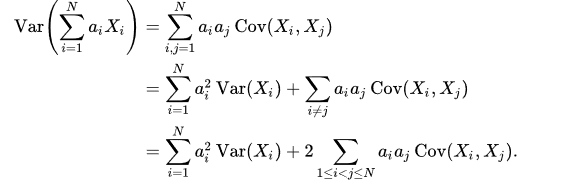 Var(∑_{i=1}^{N} a_i X_i) = ∑_{i,j=1}^{N} a_i a_j Cov(X_i, X_j)
= ∑_{i=1}^{N} a_i^2 Var(X_i) + ∑_{i≠j} a_i a_j Cov(X_i, X_j)
= ∑_{i=1}^{N} a_i^2 Var(X_i) + 2 ∑_{1≤i<j≤N} a_i a_j Cov(X_i, X_j).